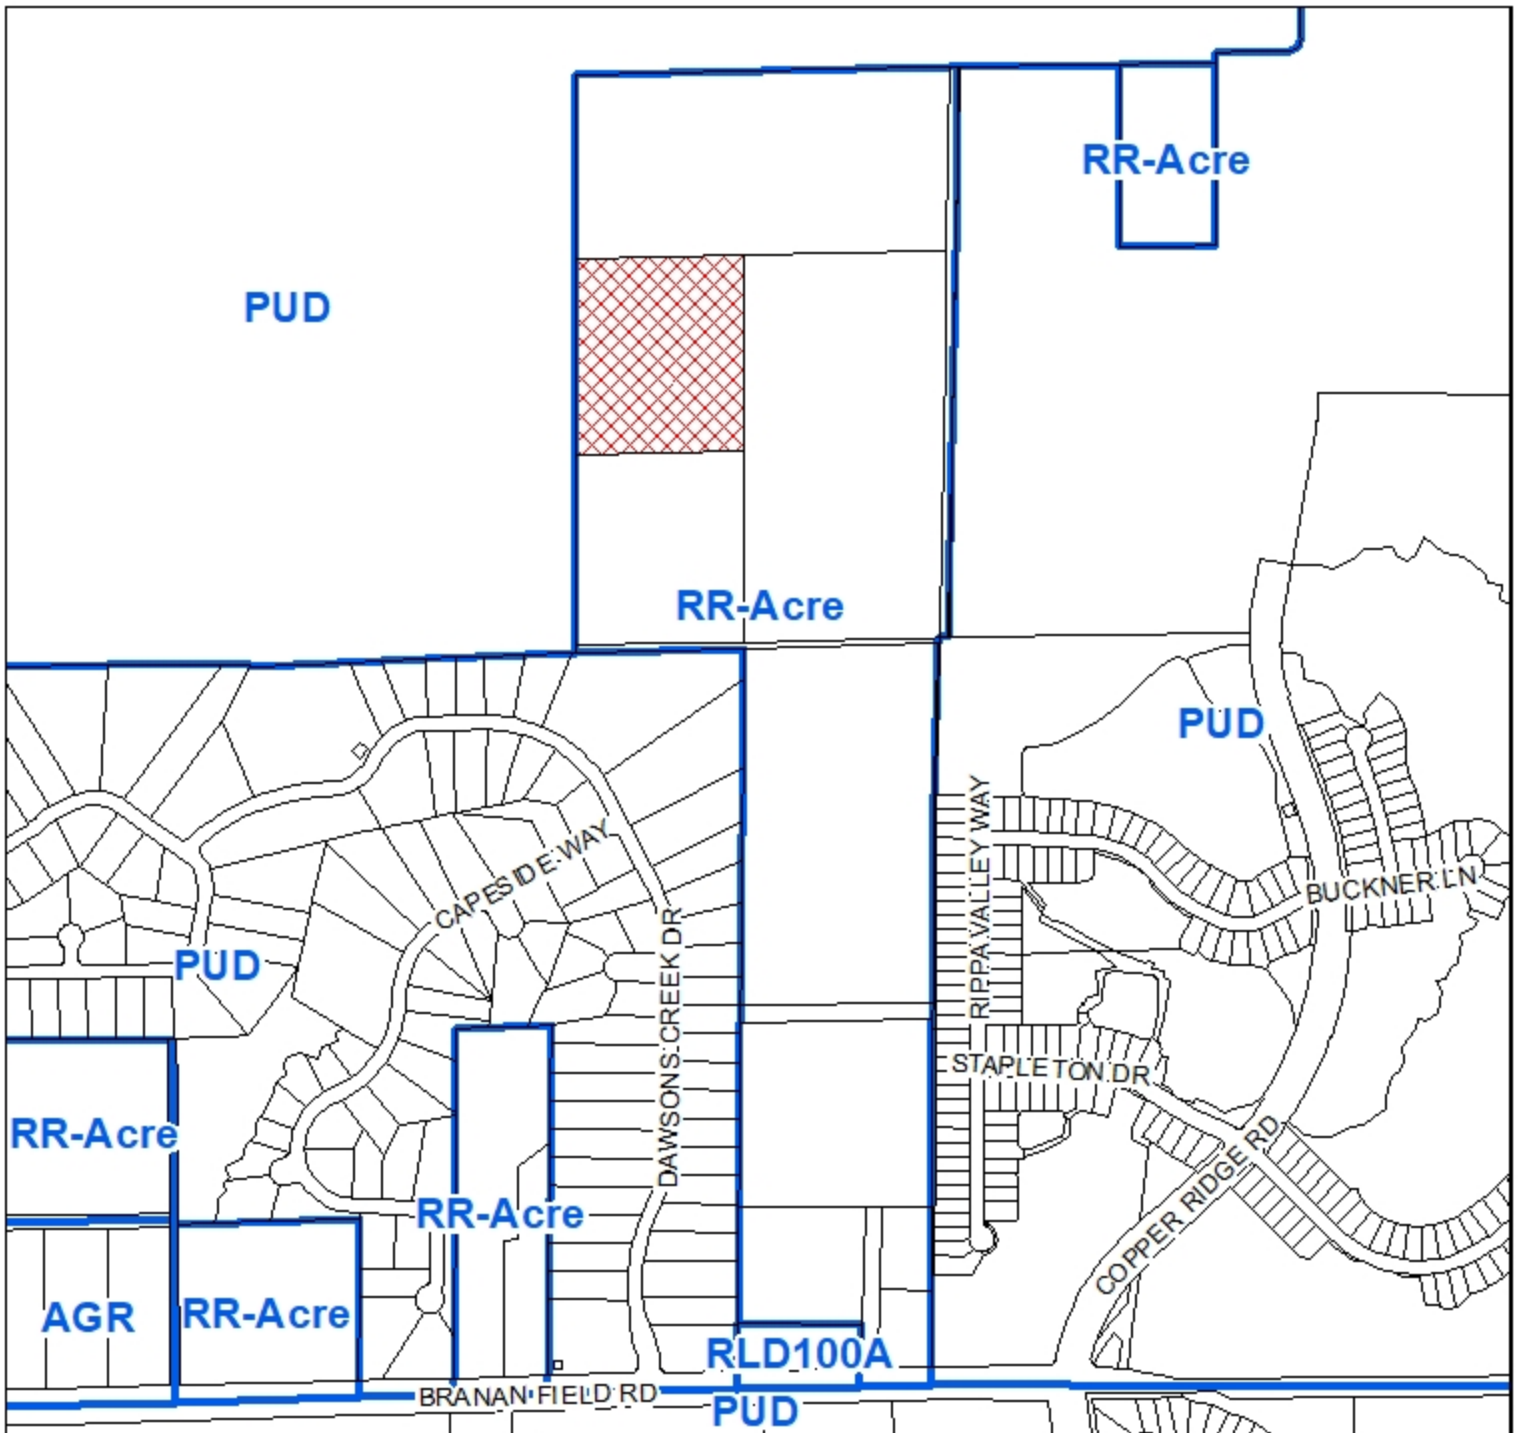 RR-Acre
PUD
RR-Acre
PUD
RIPPA VALLEY WAY
CAPESIDE WAY
BUCKNER LN
DAWSONS CREEK DR
PUD
STAPLETON DR
RR-Acre
COPPER RIDGE RD
RR-Acre
AGR
RR-Acre
RLD100A
BRANAN FIELD RD
PUD